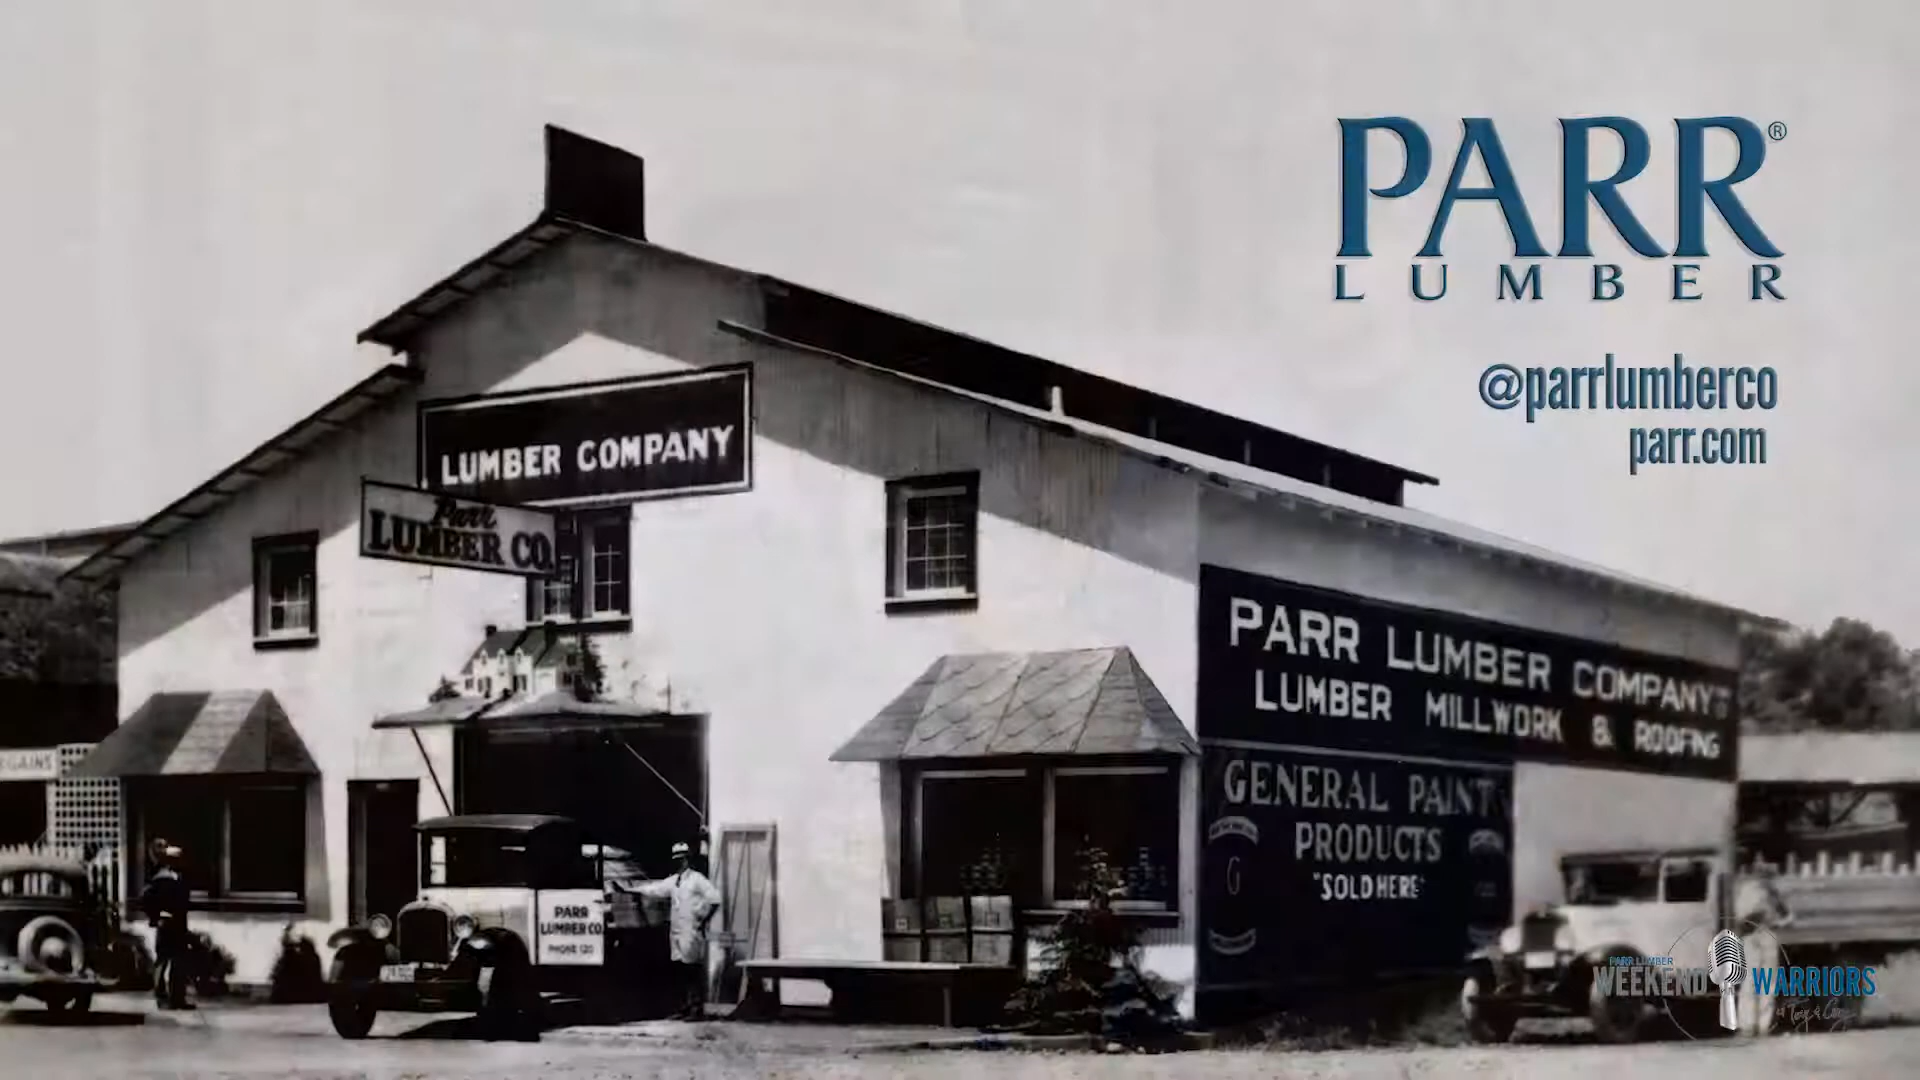 PARR®
LUMBER
@parrlumberco
parr.com
LUMBER COMPANY
Parr
LUMBER CO.
PARR LUMBER COMPANY
LUMBER MILLWORK & ROOFING
GENERAL PAINT
PRODUCTS
"SOLD HERE"
G
GAINS
PARR
LUMBER CO.
PHONE 120
PARR LUMBER
WEEKEND WARRIORS